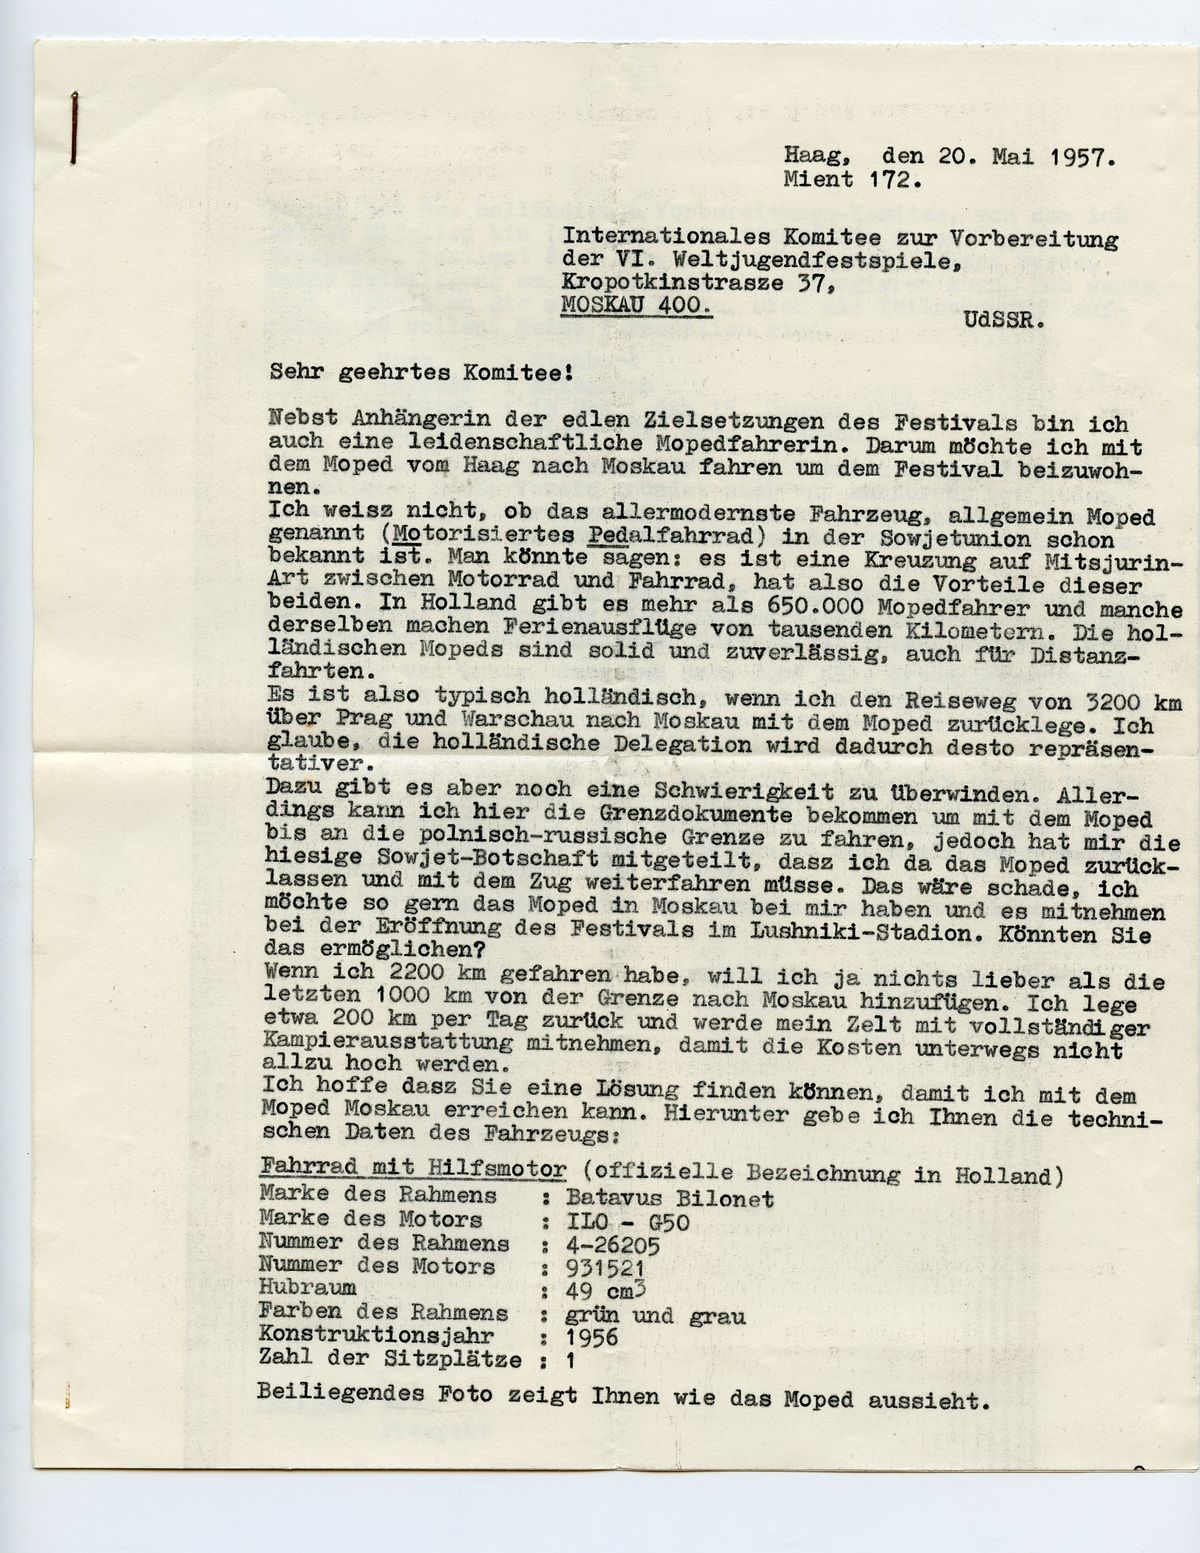 Haag, den 20. Mai 1957.
Mient 172.
Internationales Komitee zur Vorbereitung
der VI. Weltjugendfestspiele,
Kropotkinstrasze 37,
MOSKAU 400.
UdSSR.
Sehr geehrtes Komitee!
Nebst Anhängerin der edlen Zielsetzungen des Festivals bin ich
auch eine leidenschaftliche Mopedfahrerin. Darum möchte ich mit
dem Moped vom Haag nach Moskau fahren um dem Festival beizuwoh-
nen.
Ich weisz nicht, ob das allermodernste Fahrzeug, allgemein Moped
genannt (Motorisiertes Pedalfahrrad) in der Sowjetunion schon
bekannt ist. Man könnte sagen: es ist eine Kreuzung auf Mitsjurin-
Art zwischen Motorrad und Fahrrad, hat also die Vorteile dieser
beiden. In Holland gibt es mehr als 650.000 Mopedfahrer und manche
derselben machen Ferienausflüge von tausenden Kilometern. Die hol-
ländischen Mopeds sind solid und zuverlässig, auch für Distanz-
fahrten.
Es ist also typisch holländisch, wenn ich den Reiseweg von 3200 km
über Prag und Warschau nach Moskau mit dem Moped zurücklege. Ich
glaube, die holländische Delegation wird dadurch desto repräsen-
tativer.
Dazu gibt es aber noch eine Schwierigkeit zu überwinden. Aller-
dings kann ich hier die Grenzdokumente bekommen um mit dem Moped
bis an die polnisch-russische Grenze zu fahren, jedoch hat mir die
hiesige Sowjet-Botschaft mitgeteilt, dasz ich da das Moped zurück-
lassen und mit dem Zug weiterfahren müsse. Das wäre schade, ich
möchte so gern das Moped in Moskau bei mir haben und es mitnehmen
bei der Eröffnung des Festivals im Lushniki-Stadion. Könnten Sie
das ermöglichen?
Wenn ich 2200 km gefahren habe, will ich ja nichts lieber als die
letzten 1000 km von der Grenze nach Moskau hinzufügen. Ich lege
etwa 200 km per Tag zurück und werde mein Zelt mit vollständiger
Kampierausstattung mitnehmen, damit die Kosten unterwegs nicht
allzu hoch werden.
Ich hoffe dasz Sie eine Lösung finden können, damit ich mit dem
Moped Moskau erreichen kann. Hierunter gebe ich Ihnen die techni-
schen Daten des Fahrzeugs:
Fahrrad mit Hilfsmotor (offizielle Bezeichnung in Holland)
Marke des Rahmens : Batavus Bilonet
Marke des Motors : ILO - G50
Nummer des Rahmens : 4-26205
Nummer des Motors : 931521
Hubraum : 49 cm3
Farben des Rahmens : grün und grau
Konstruktionsjahr : 1956
Zahl der Sitzplätze : 1
Beiliegendes Foto zeigt Ihnen wie das Moped aussieht.